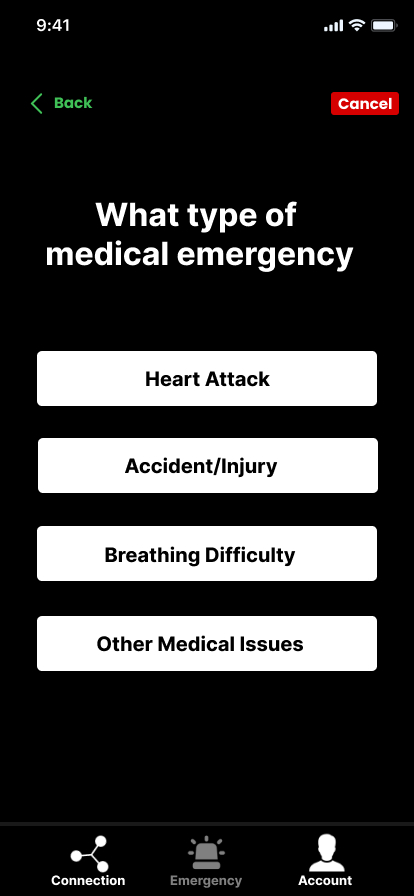 9:41
Back
Cancel
What type of
medical emergency
Heart Attack
Accident/Injury
Breathing Difficulty
Other Medical Issues
Connection
Emergency
Account